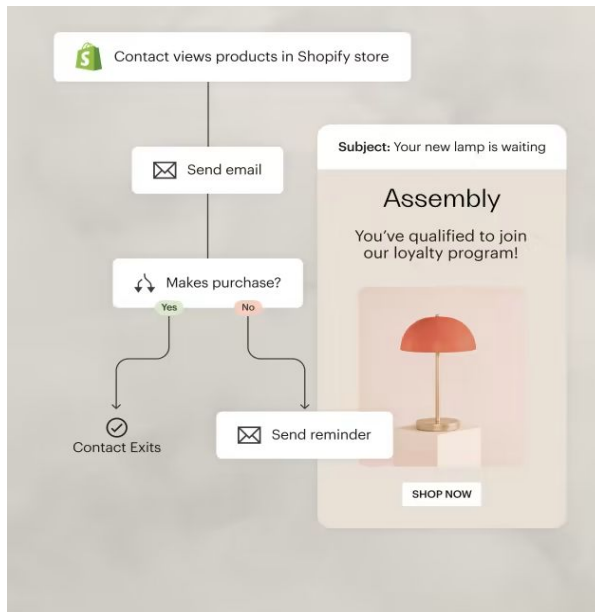 Contact views products in Shopify store
Send email
Makes purchase?
Yes
No
Contact Exits
Send reminder
Subject: Your new lamp is waiting
Assembly
You’ve qualified to join
our loyalty program!
SHOP NOW